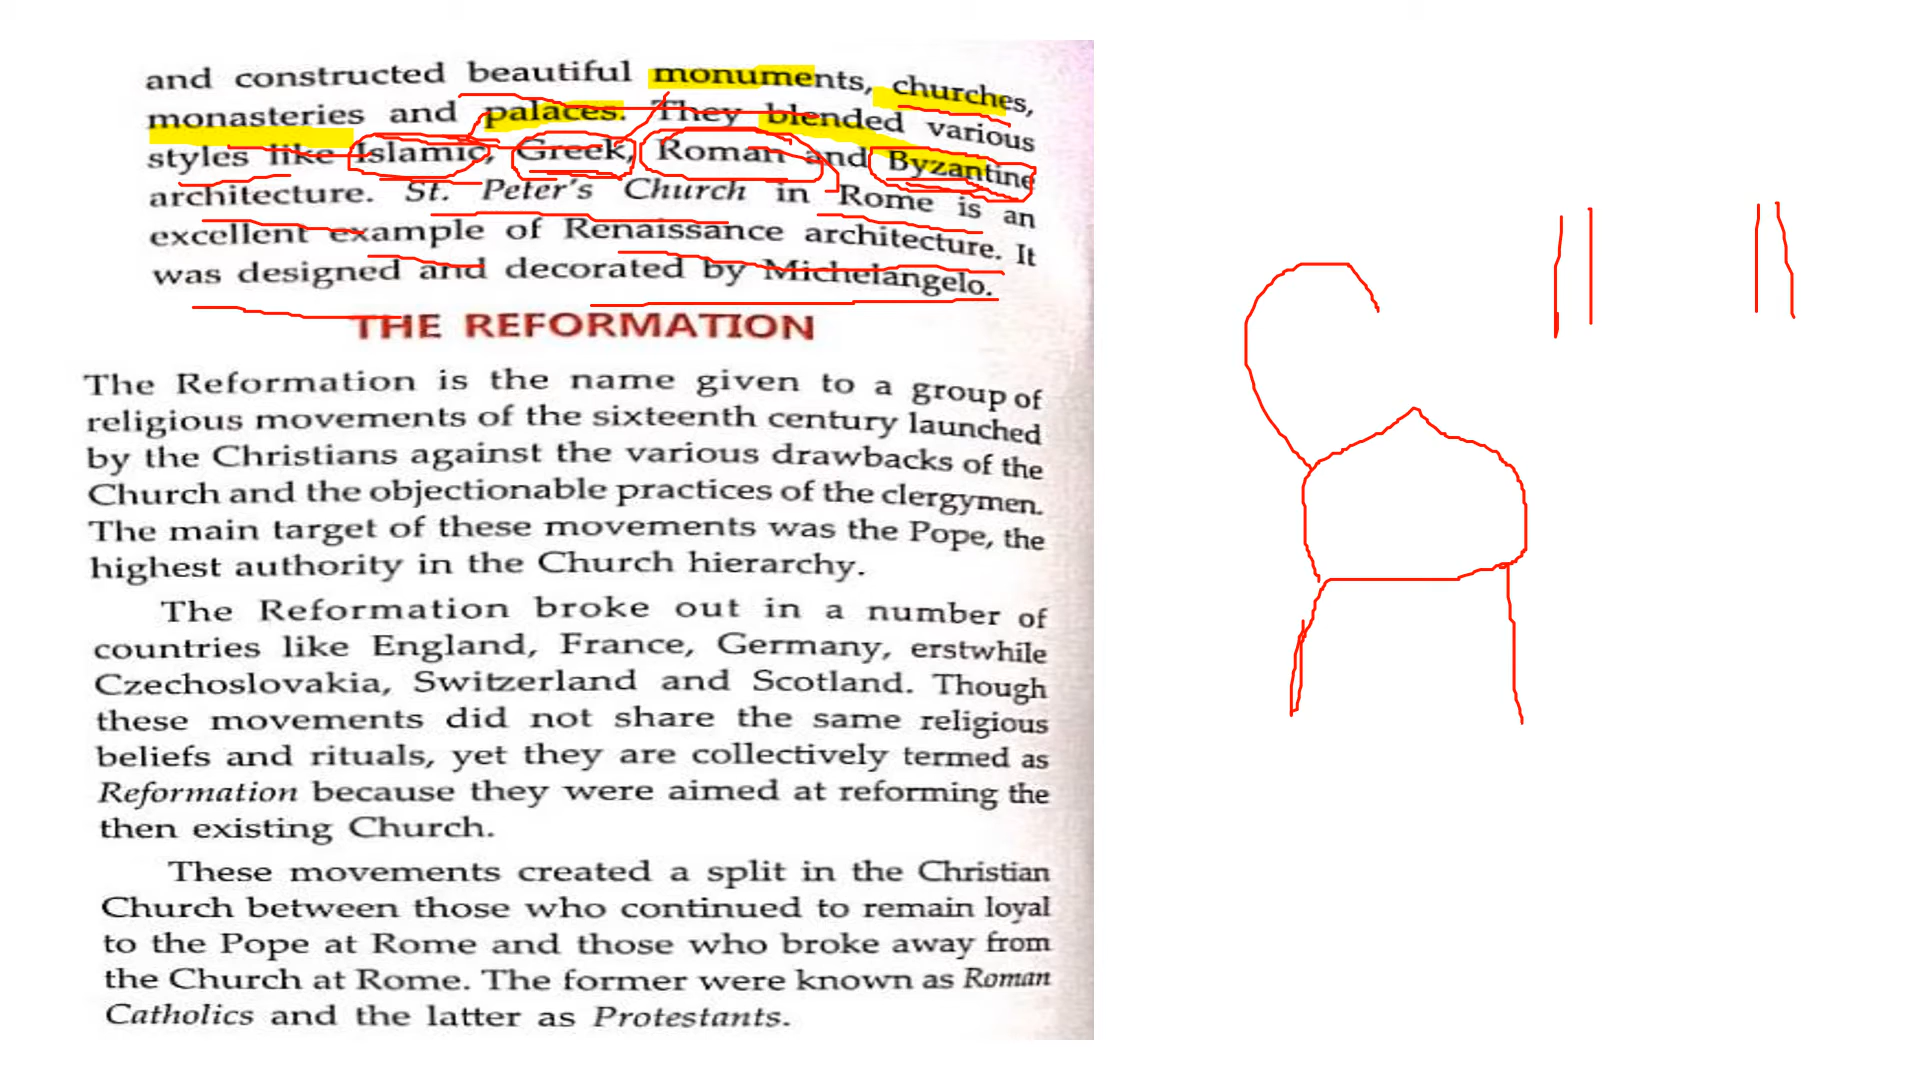 and constructed beautiful monuments, churches,
monasteries and palaces. They blended various
styles like Islamic, Greek, Roman and Byzantine
architecture. St. Peter's Church in Rome is an
excellent example of Renaissance architecture. It
was designed and decorated by Michelangelo.
THE REFORMATION
The Reformation is the name given to a group of
religious movements of the sixteenth century launched
by the Christians against the various drawbacks of the
Church and the objectionable practices of the clergymen.
The main target of these movements was the Pope, the
highest authority in the Church hierarchy.
The Reformation broke out in a number of
countries like England, France, Germany, erstwhile
Czechoslovakia, Switzerland and Scotland. Though
these movements did not share the same religious
beliefs and rituals, yet they are collectively termed as
Reformation because they were aimed at reforming the
then existing Church.
These movements created a split in the Christian
Church between those who continued to remain loyal
to the Pope at Rome and those who broke away from
the Church at Rome. The former were known as Roman
Catholics and the latter as Protestants.